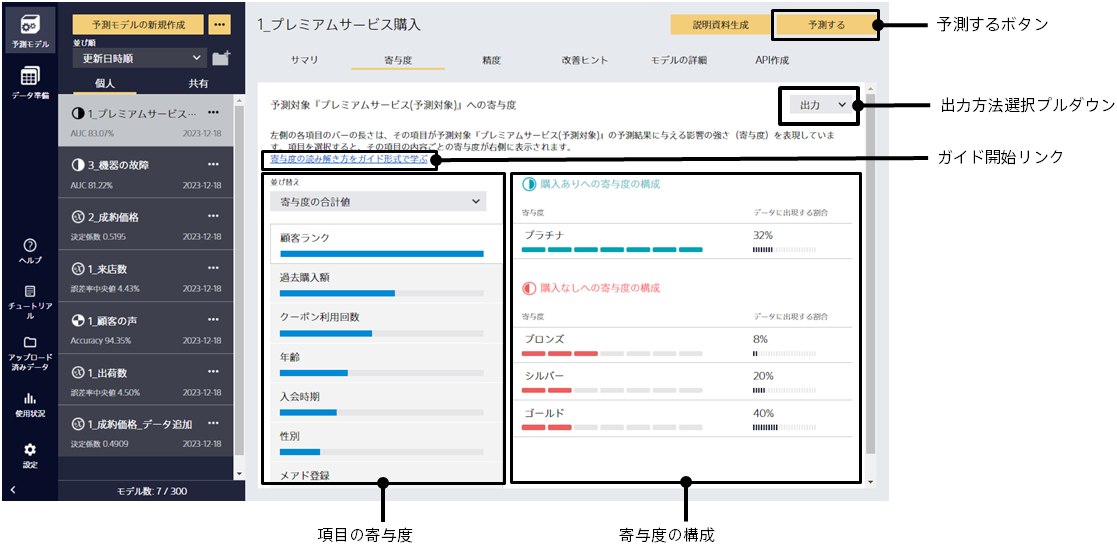 予測モデル
データ準備
ヘルプ
チュートリア
ル
アップロード
済みデータ
使用状況
設定
予測モデルの新規作成
並び順
更新日時順
個人
共有
1_プレミアムサービス…
AUC 83.07%
2023-12-18
3_機器の故障
AUC 81.22%
2023-12-18
2_成約価格
決定係数 0.5195
2023-12-18
1_来店数
誤差率中央値 4.43%
2023-12-18
1_顧客の声
Accuracy 94.35%
2023-12-18
1_出荷数
誤差率中央値 4.50%
2023-12-18
1_成約価格_データ追加
決定係数 0.4909
2023-12-18
モデル数: 7 / 300
1_プレミアムサービス購入
説明資料生成
予測する
サマリ
寄与度
精度
改善ヒント
モデルの詳細
API作成
予測対象『プレミアムサービス(予測対象)』への寄与度
出力
左側の各項目のバーの長さは、その項目が予測対象『プレミアムサービス(予測対象)』の予測結果に与える影響の強さ（寄与度）を表現していま
す。項目を選択すると、その項目の内容ごとの寄与度が右側に表示されます。
寄与度の読み解き方をガイド形式で学ぶ
並び替え
寄与度の合計値
顧客ランク
過去購入額
クーポン利用回数
年齢
入会時期
性別
メアド登録
購入ありへの寄与度の構成
寄与度
データに出現する割合
プラチナ
32%
購入なしへの寄与度の構成
寄与度
データに出現する割合
ブロンズ
8%
シルバー
20%
ゴールド
40%
予測するボタン
出力方法選択プルダウン
ガイド開始リンク
項目の寄与度
寄与度の構成